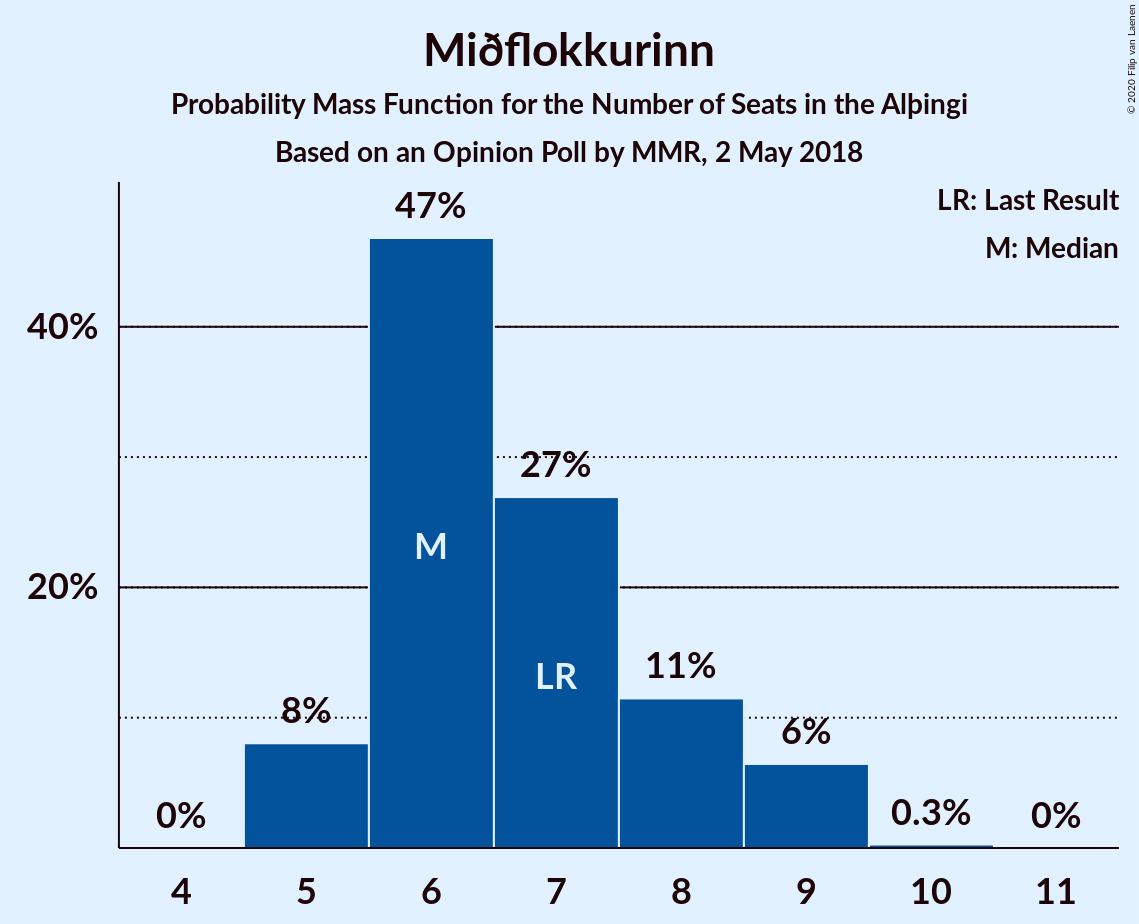 Miðflokkurinn
Probability Mass Function for the Number of Seats in the Alþingi
Based on an Opinion Poll by MMR, 2 May 2018
© 2020 Filip van Laenen
LR: Last Result
M: Median
47%
40%
27%
M
20%
LR
11%
8%
6%
0%
0.3%
0%
4 5 6 7 8 9 10 11